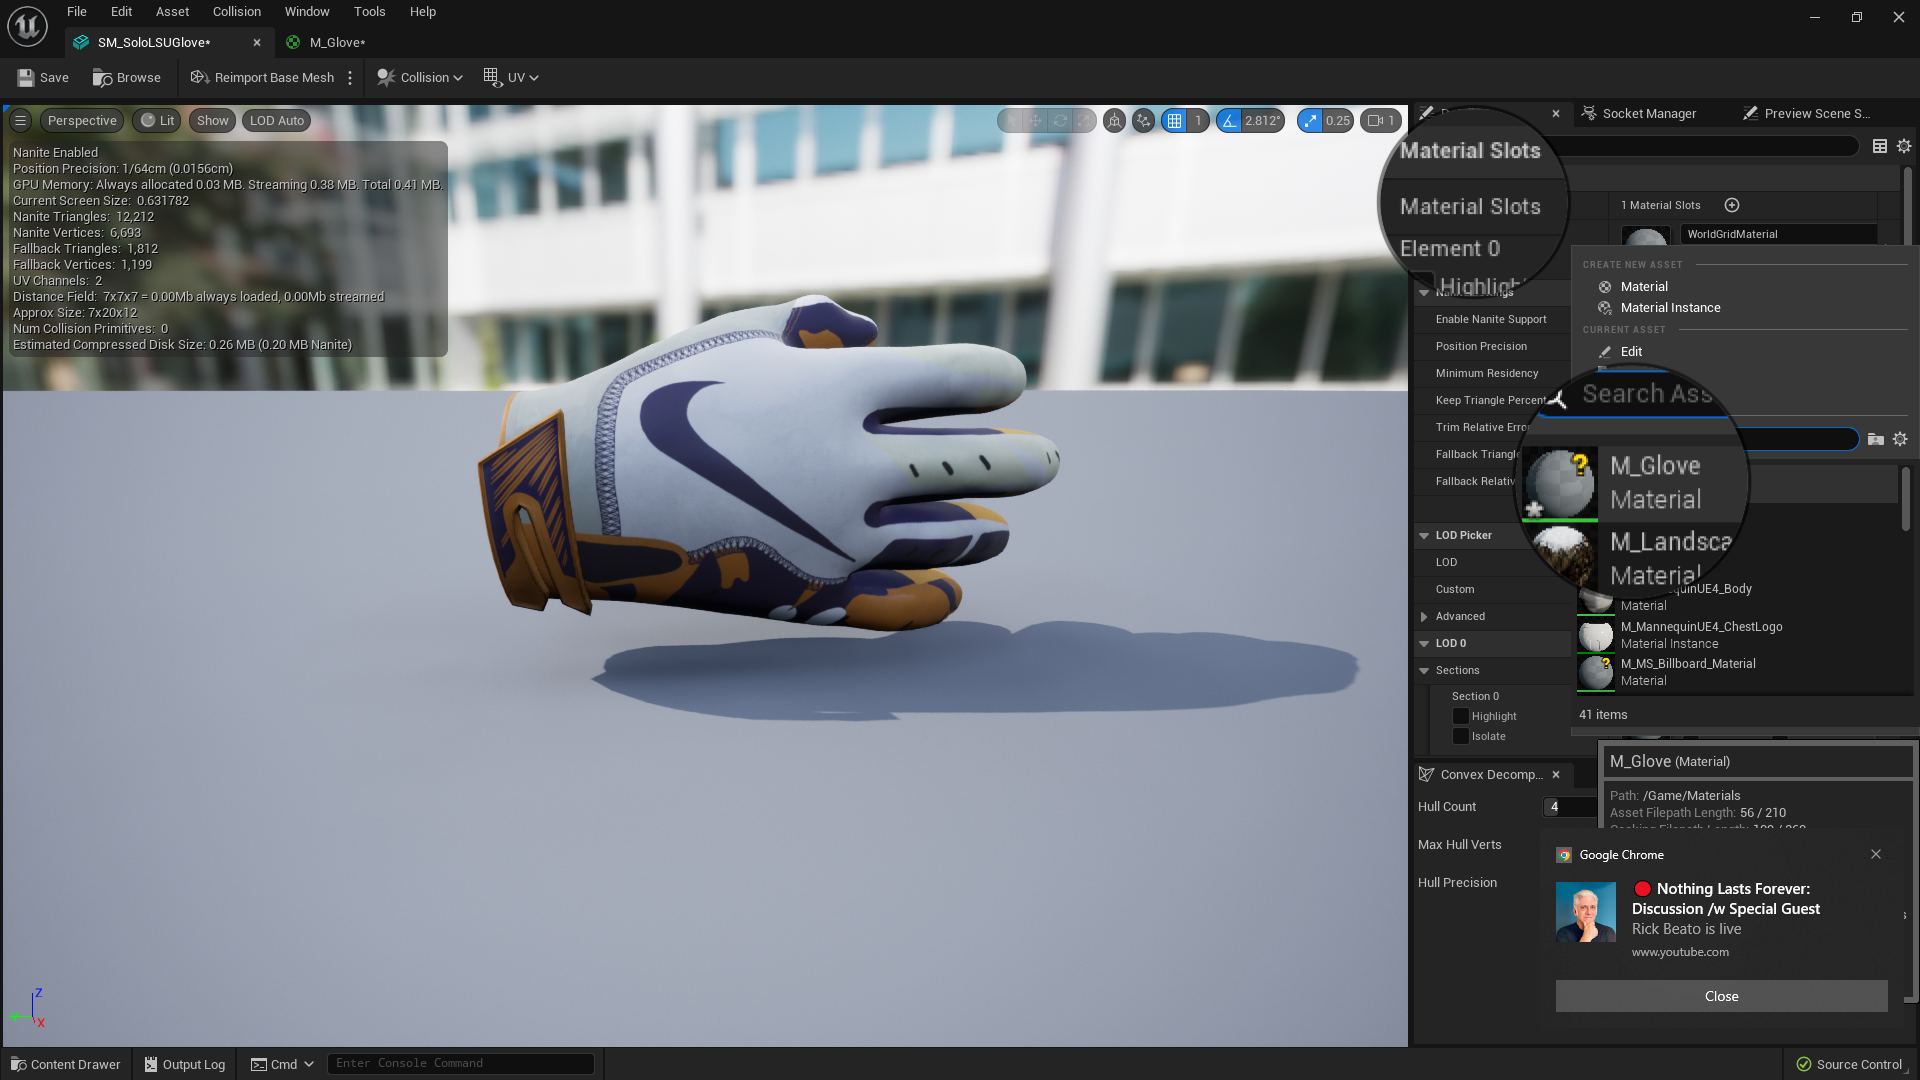 File Edit Asset Collision Window Tools Help
SM_SoloLSUGlove* M_Glove*
Save Browse Reimport Base Mesh Collision UV
Perspective Lit Show LOD Auto 1 2.812° 0.25 1
Socket Manager Preview Scene S...
Nanite Enabled
Position Precision: 1/64cm (0.0156cm)
GPU Memory: Always allocated 0.03 MB. Streaming 0.38 MB. Total 0.41 MB.
Current Screen Size: 0.631782
Nanite Triangles: 12,212
Nanite Vertices: 6,693
Fallback Triangles: 1,812
Fallback Vertices: 1,199
UV Channels: 2
Distance Field: 7x7x7 = 0.00Mb always loaded, 0.00Mb streamed
Approx Size: 7x20x12
Num Collision Primitives: 0
Estimated Compressed Disk Size: 0.26 MB (0.20 MB Nanite)
Material Slots
Material Slots
1 Material Slots
Element 0
WorldGridMaterial
Highligh
Enable Nanite Support
Position Precision
Minimum Residency
Keep Triangle Percent
Trim Relative Erro
Fallback Triangle
Fallback Relativ
LOD Picker
LOD
Custom
Advanced
LOD 0
Sections
Section 0
Highlight
Isolate
CREATE NEW ASSET
Material
Material Instance
CURRENT ASSET
Edit
Search Ass
M_Glove
Material
M_Landsca
Material
equinUE4_Body
Material
M_MannequinUE4_ChestLogo
Material Instance
M_MS_Billboard_Material
Material
41 items
M_Glove (Material)
Path: /Game/Materials
Asset Filepath Length: 56 / 210
Convex Decomp...
Hull Count 4
Max Hull Verts
Hull Precision
Google Chrome
Nothing Lasts Forever:
Discussion /w Special Guest
Rick Beato is live
www.youtube.com
Close
Z
X
Content Drawer Output Log Cmd Enter Console Command Source Control